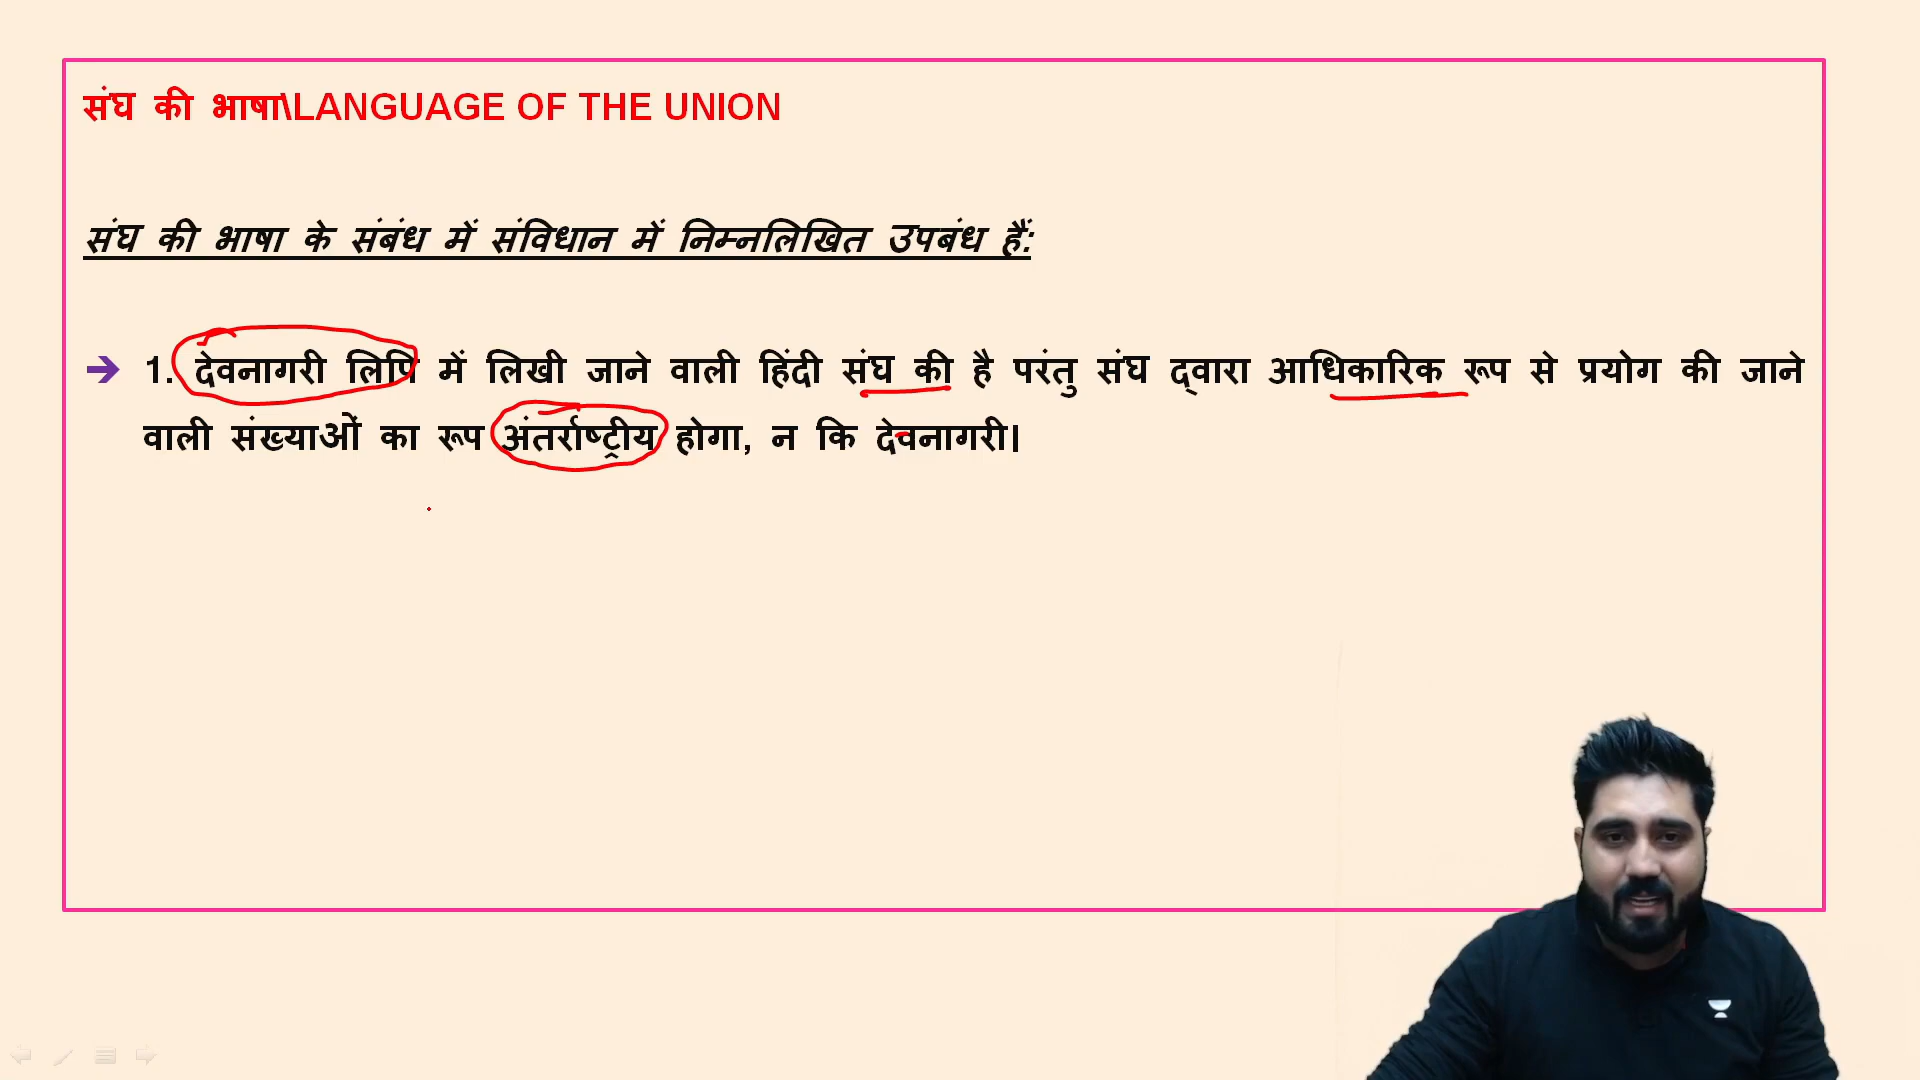 संघ की भाषा\LANGUAGE OF THE UNION
संघ की भाषा के संबंध में संविधान में निम्नलिखित उपबंध हैं:
➔ 1. देवनागरी लिपि में लिखी जाने वाली हिंदी संघ की है परंतु संघ द्वारा आधिकारिक रूप से प्रयोग की जाने
वाली संख्याओं का रूप अंतर्राष्ट्रीय होगा, न कि देवनागरी।